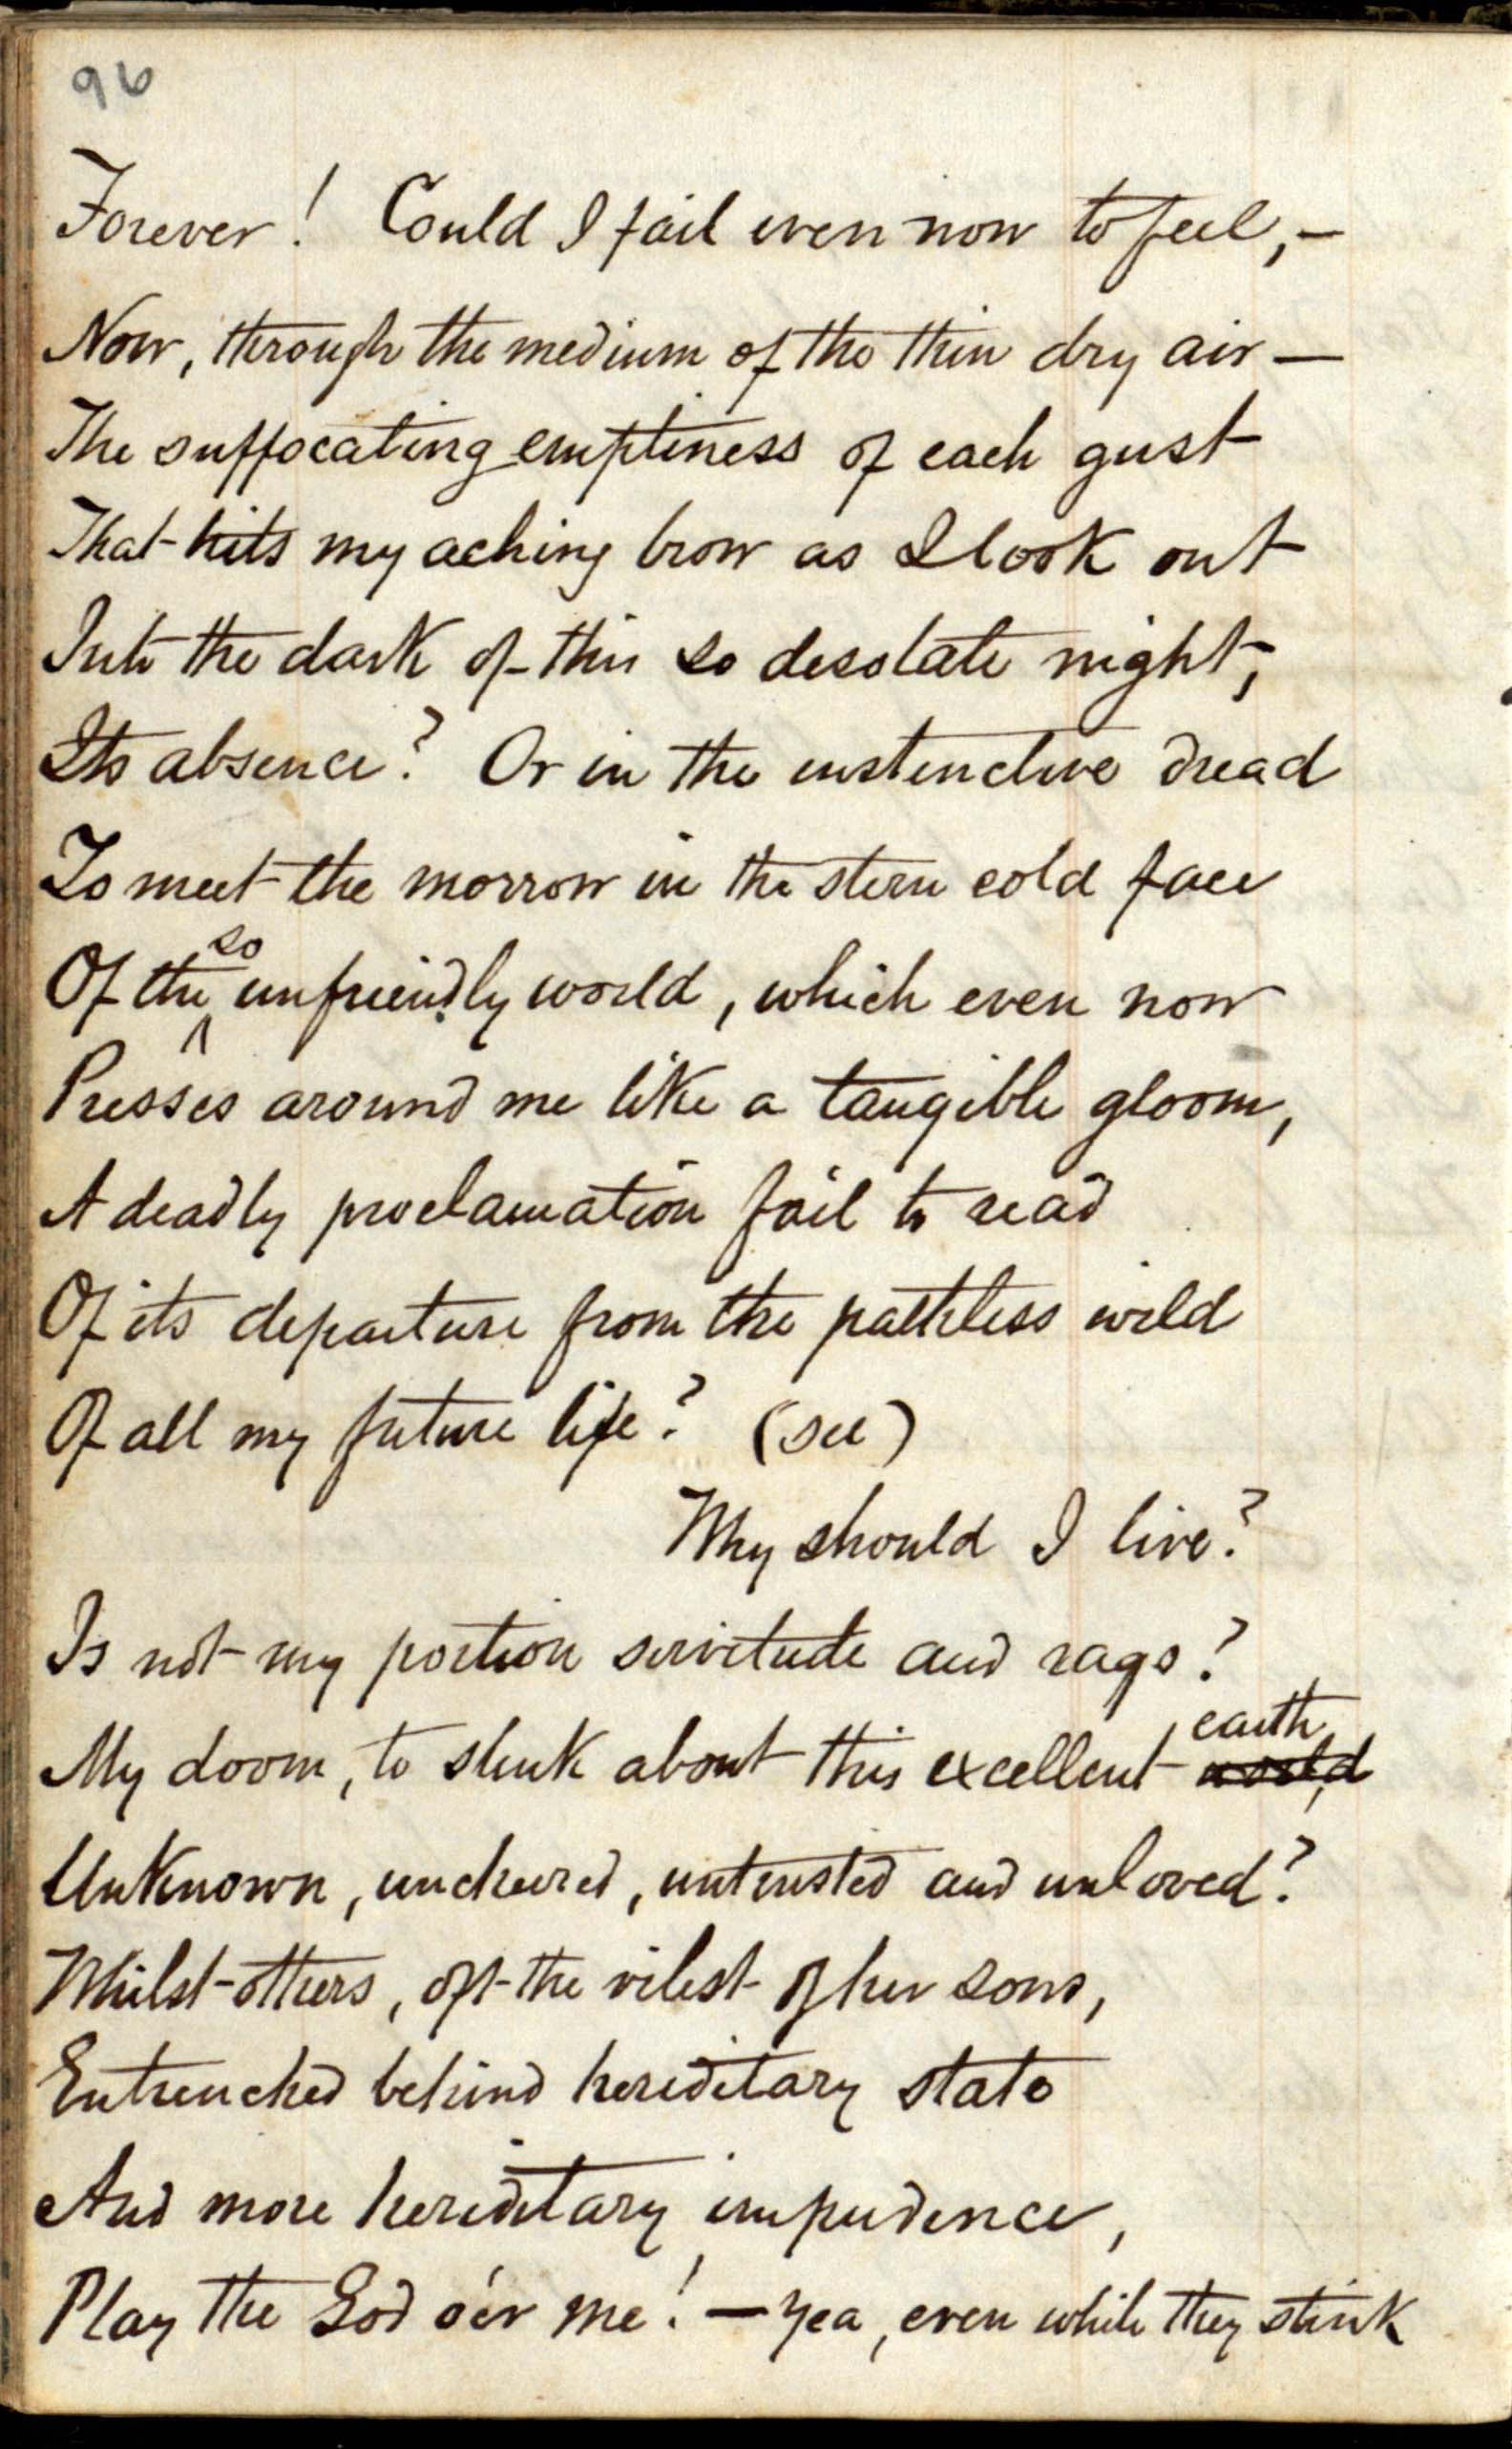 96
Forever! Could I fail even now to feel, —
Now, through the medium of the thin dry air —
The suffocating emptiness of each gust
That hits my aching brow as I look out
Into the dark of this so desolate night,
Its absence? Or in the instinctive dread
To meet the morrow in the stern cold face
so
Of the ^ unfriendly world, which even now
Presses around me like a tangible gloom,
A deadly proclamation fail to read
Of its departure from the pathless wild
Of all my future life? (see)
Why should I live?
Is not my portion servitude and rags?
earth,
My doom, to slink about this excellent world,
Unknown, uncheered, untrusted and unloved?
Whilst others, oft the vilest of her sons,
Entrenched behind hereditary state
And more hereditary impudence,
Play the God o'er me! — Yea, even while they stink